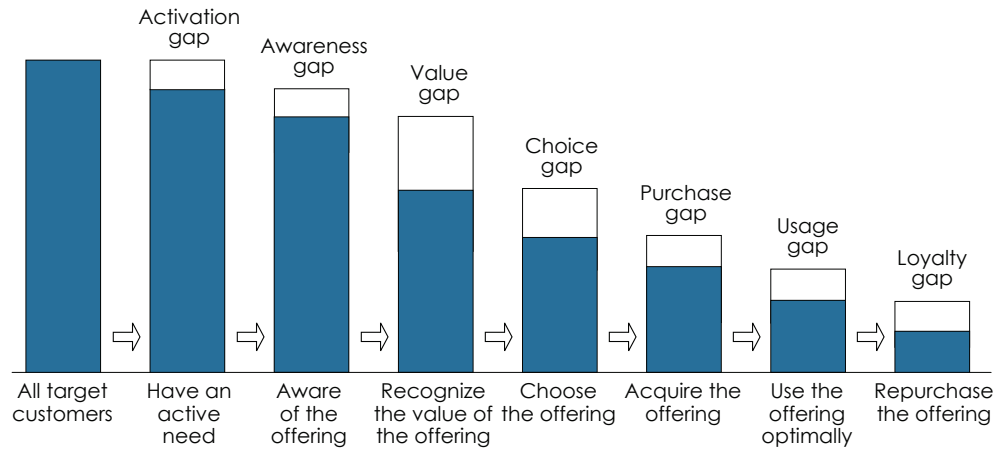 Activation
gap
Awareness
gap
Value
gap
Choice
gap
Purchase
gap
Usage
gap
Loyalty
gap
All target
customers
Have an
active
need
Aware
of the
offering
Recognize
the value of
the offering
Choose
the offering
Acquire the
offering
Use the
offering
optimally
Repurchase
the offering